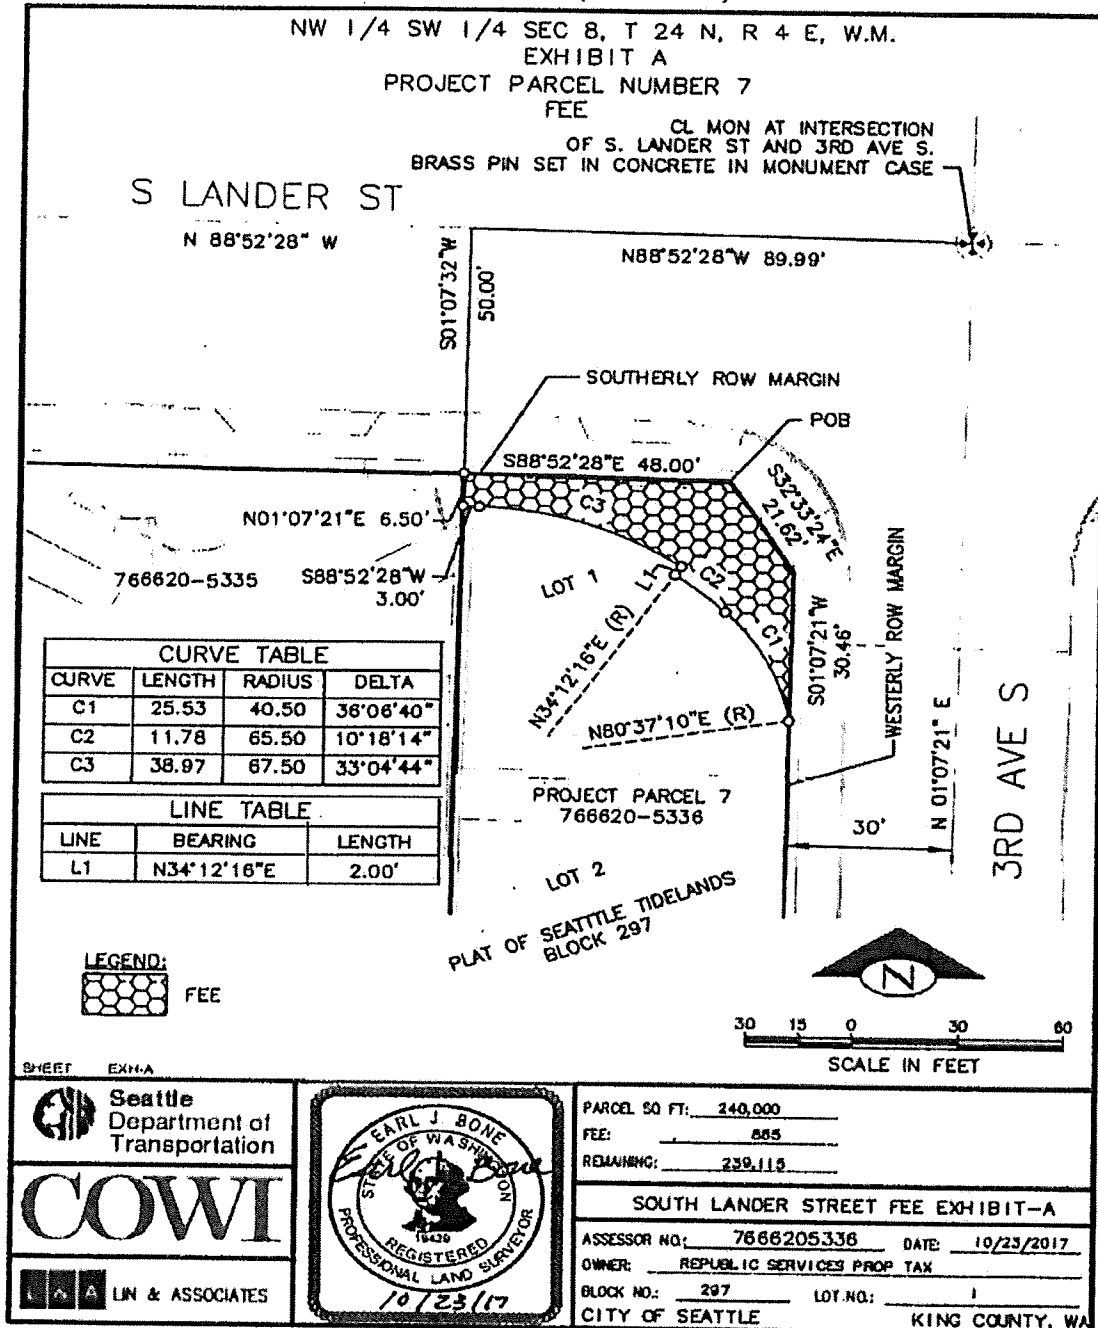 NW 1/4 SW 1/4 SEC 8, T 24 N, R 4 E, W.M.
EXHIBIT A
PROJECT PARCEL NUMBER 7
FEE
CL MON AT INTERSECTION
OF S. LANDER ST AND 3RD AVE S.
BRASS PIN SET IN CONCRETE IN MONUMENT CASE
S LANDER ST
N 88°52'28" W
N88°52'28"W 89.99'
S01°07'32"W
50.00'
SOUTHERLY ROW MARGIN
POB
S88°52'28"E 48.00'
S32°33'24"E
21.62'
C3
N01°07'21"E 6.50'
766620-5335
S88°52'28"W
3.00'
LOT 1
L1
C2
C1
N34°12'16"E (R)
N80°37'10"E (R)
S01°07'21"W
30.46'
WESTERLY ROW MARGIN
N 01°07'21" E
3RD AVE S
30'
CURVE TABLE
CURVE LENGTH RADIUS DELTA
C1 25.53 40.50 36°06'40"
C2 11.78 65.50 10°18'14"
C3 38.97 67.50 33°04'44"
LINE TABLE
LINE BEARING LENGTH
L1 N34°12'16"E 2.00'
PROJECT PARCEL 7
766620-5336
LOT 2
PLAT OF SEATTTLE TIDELANDS
BLOCK 297
LEGEND:
FEE
N
30 15 0 30 60
SCALE IN FEET
SHEET EXH-A
Seattle
Department of
Transportation
COWI
L&A LIN & ASSOCIATES
EARL J. BONE
STATE OF WASHINGTON
Earl J Bone
18439
REGISTERED
PROFESSIONAL LAND SURVEYOR
10/23/17
PARCEL SQ FT: 240,000
FEE: 885
REMAINING: 239,115
SOUTH LANDER STREET FEE EXHIBIT-A
ASSESSOR NO: 7666205336 DATE: 10/23/2017
OWNER: REPUBLIC SERVICES PROP TAX
BLOCK NO.: 297 LOT NO.: 1
CITY OF SEATTLE KING COUNTY, WA